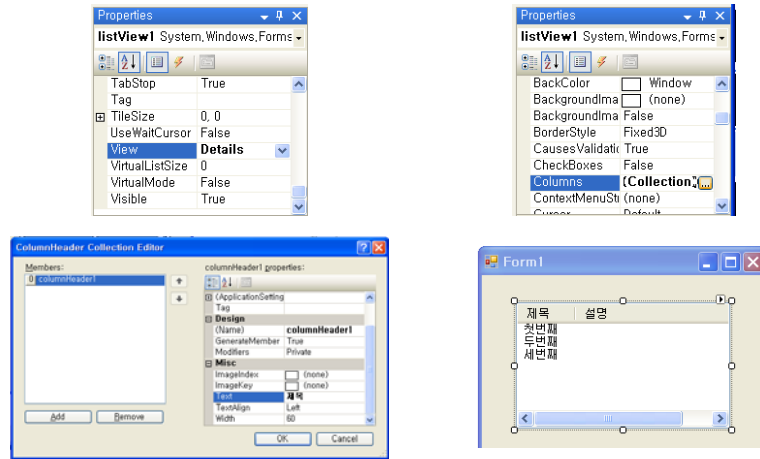 Properties
listView1 System.Windows.Forms
TabStop True
Tag
TileSize 0, 0
UseWaitCursor False
View Details
VirtualListSize 0
VirtualMode False
Visible True
Properties
listView1 System.Windows.Forms
BackColor Window
BackgroundIma (none)
BackgroundIma False
BorderStyle Fixed3D
CausesValidatic True
CheckBoxes False
Columns (Collection)
ContextMenuSt (none)
Cursor Default
ColumnHeader Collection Editor
Members:
0 columnHeader1
Add Remove
columnHeader1 properties:
(ApplicationSetting
Tag
Design
(Name) columnHeader1
GenerateMember True
Modifiers Private
Misc
ImageIndex (none)
ImageKey (none)
Text 제목
TextAlign Left
Width 60
OK Cancel
Form1
제목 설명
첫번째
두번째
세번째